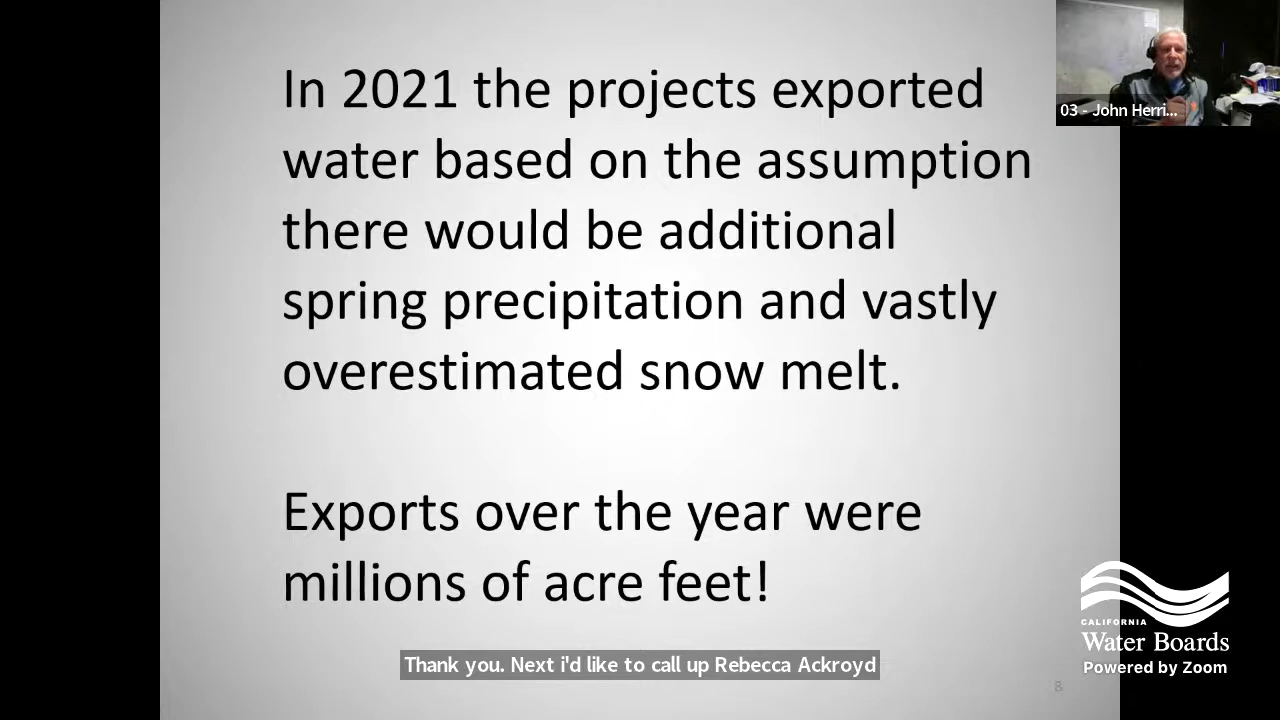 In 2021 the projects exported
water based on the assumption
there would be additional
spring precipitation and vastly
overestimated snow melt.
Exports over the year were
millions of acre feet!
03 - John Herri...
CALIFORNIA
Water Boards
Powered by Zoom
Thank you. Next i'd like to call up Rebecca Ackroyd
8